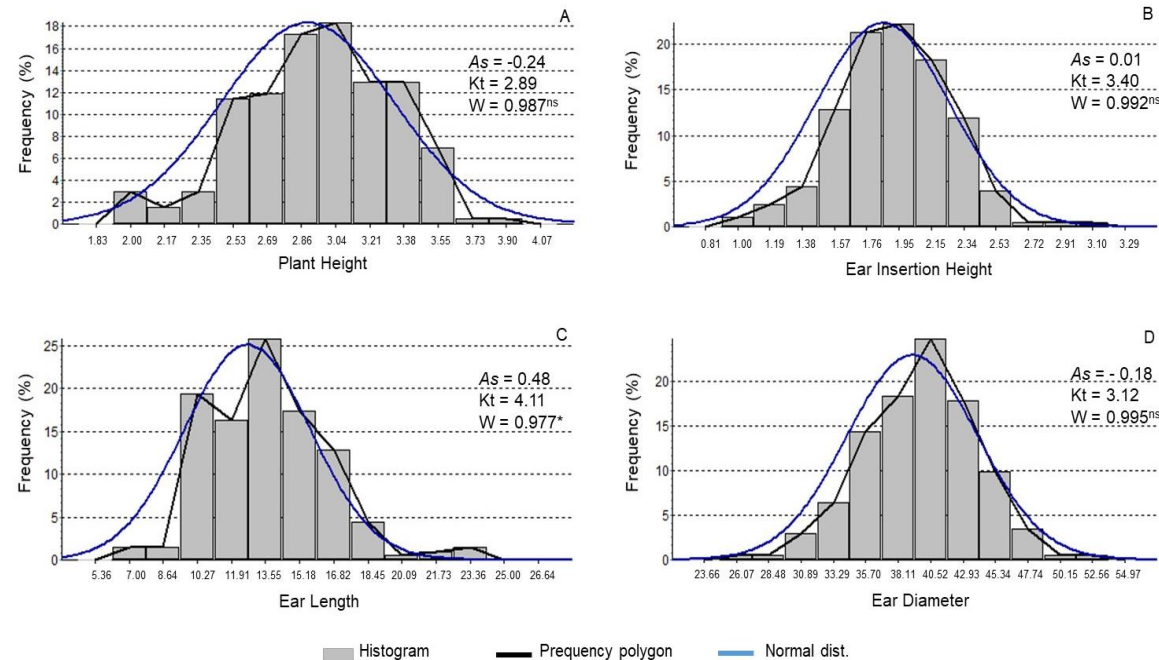 A
Frequency (%)
18
16
14
12
10
8
6
4
2
0
As = -0.24
Kt = 2.89
W = 0.987ns
1.83 2.00 2.17 2.35 2.53 2.69 2.86 3.04 3.21 3.38 3.55 3.73 3.90 4.07
Plant Height
B
Frequency (%)
20
15
10
5
0
As = 0.01
Kt = 3.40
W = 0.992ns
0.81 1.00 1.19 1.38 1.57 1.76 1.95 2.15 2.34 2.53 2.72 2.91 3.10 3.29
Ear Insertion Height
C
Frequency (%)
25
20
15
10
5
0
As = 0.48
Kt = 4.11
W = 0.977*
5.36 7.00 8.64 10.27 11.91 13.55 15.18 16.82 18.45 20.09 21.73 23.36 25.00 26.64
Ear Length
D
Frequency (%)
20
15
10
5
0
As = - 0.18
Kt = 3.12
W = 0.995ns
23.66 26.07 28.48 30.89 33.29 35.70 38.11 40.52 42.93 45.34 47.74 50.15 52.56 54.97
Ear Diameter
Histogram Prequency polygon Normal dist.